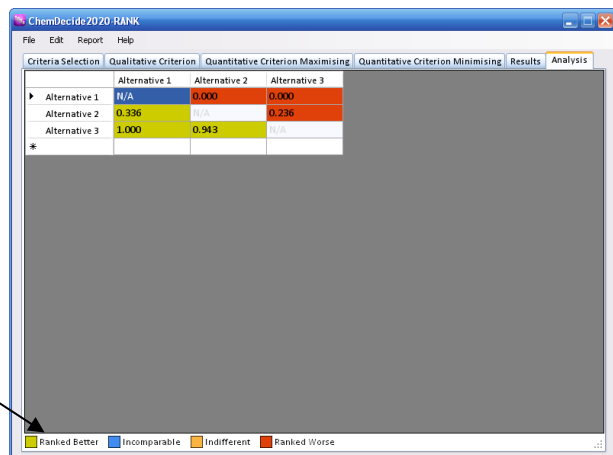 ChemDecide2020-RANK
File Edit Report Help
Criteria Selection Qualitative Criterion Quantitative Criterion Maximising Quantitative Criterion Minimising Results Analysis
Alternative 1 Alternative 2 Alternative 3
Alternative 1 N/A 0.000 0.000
Alternative 2 0.336 N/A 0.236
Alternative 3 1.000 0.943 N/A
Ranked Better Incomparable Indifferent Ranked Worse